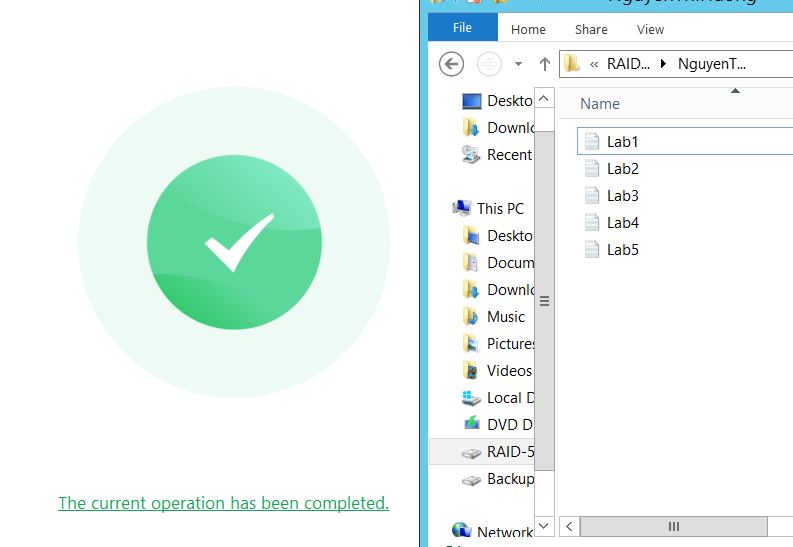 The current operation has been completed.
File Home Share View
« RAID... NguyenT...
Deskto
Downlo
Recent
This PC
Deskto
Docum
Downlo
Music
Pictures
Videos
Local D
DVD D
RAID-5
Backup
Network
Name
Lab1
Lab2
Lab3
Lab4
Lab5